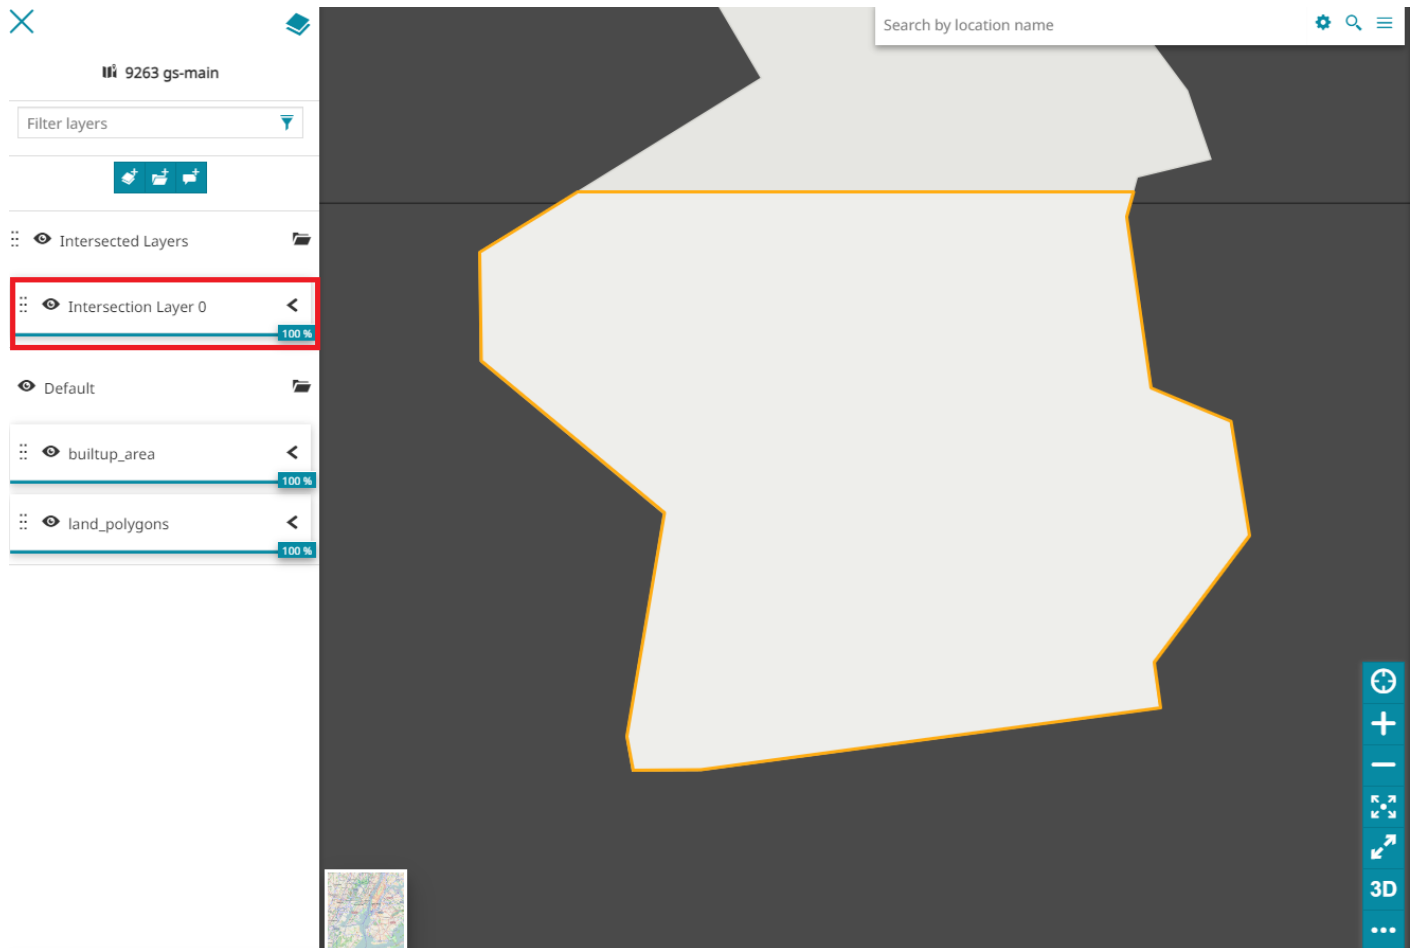 Search by location name
9263 gs-main
Filter layers
Intersected Layers
Intersection Layer 0
100 %
Default
builtup_area
100 %
land_polygons
100 %
3D